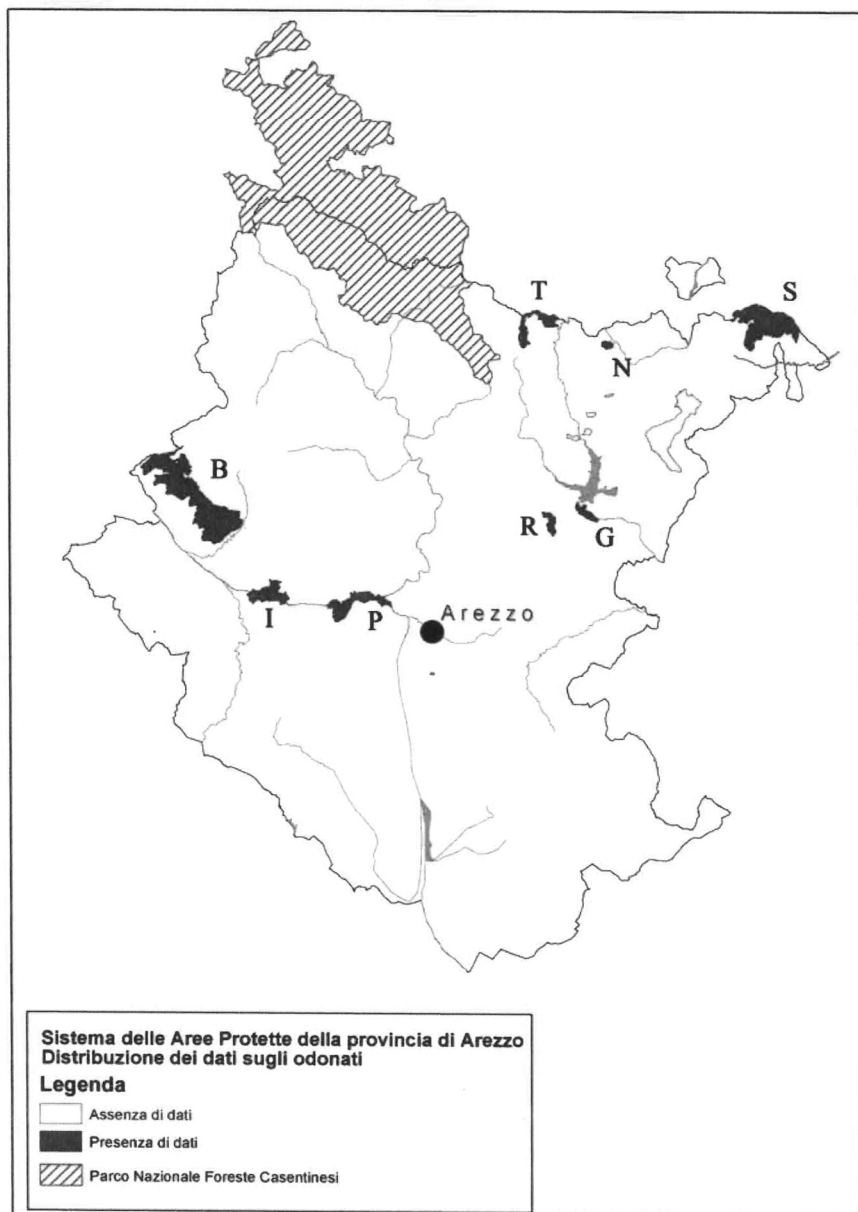 T
S
N
B
R
G
I
P
Arezzo
Sistema delle Aree Protette della provincia di Arezzo
Distribuzione dei dati sugli odonati
Legenda
Assenza di dati
Presenza di dati
Parco Nazionale Foreste Casentinesi